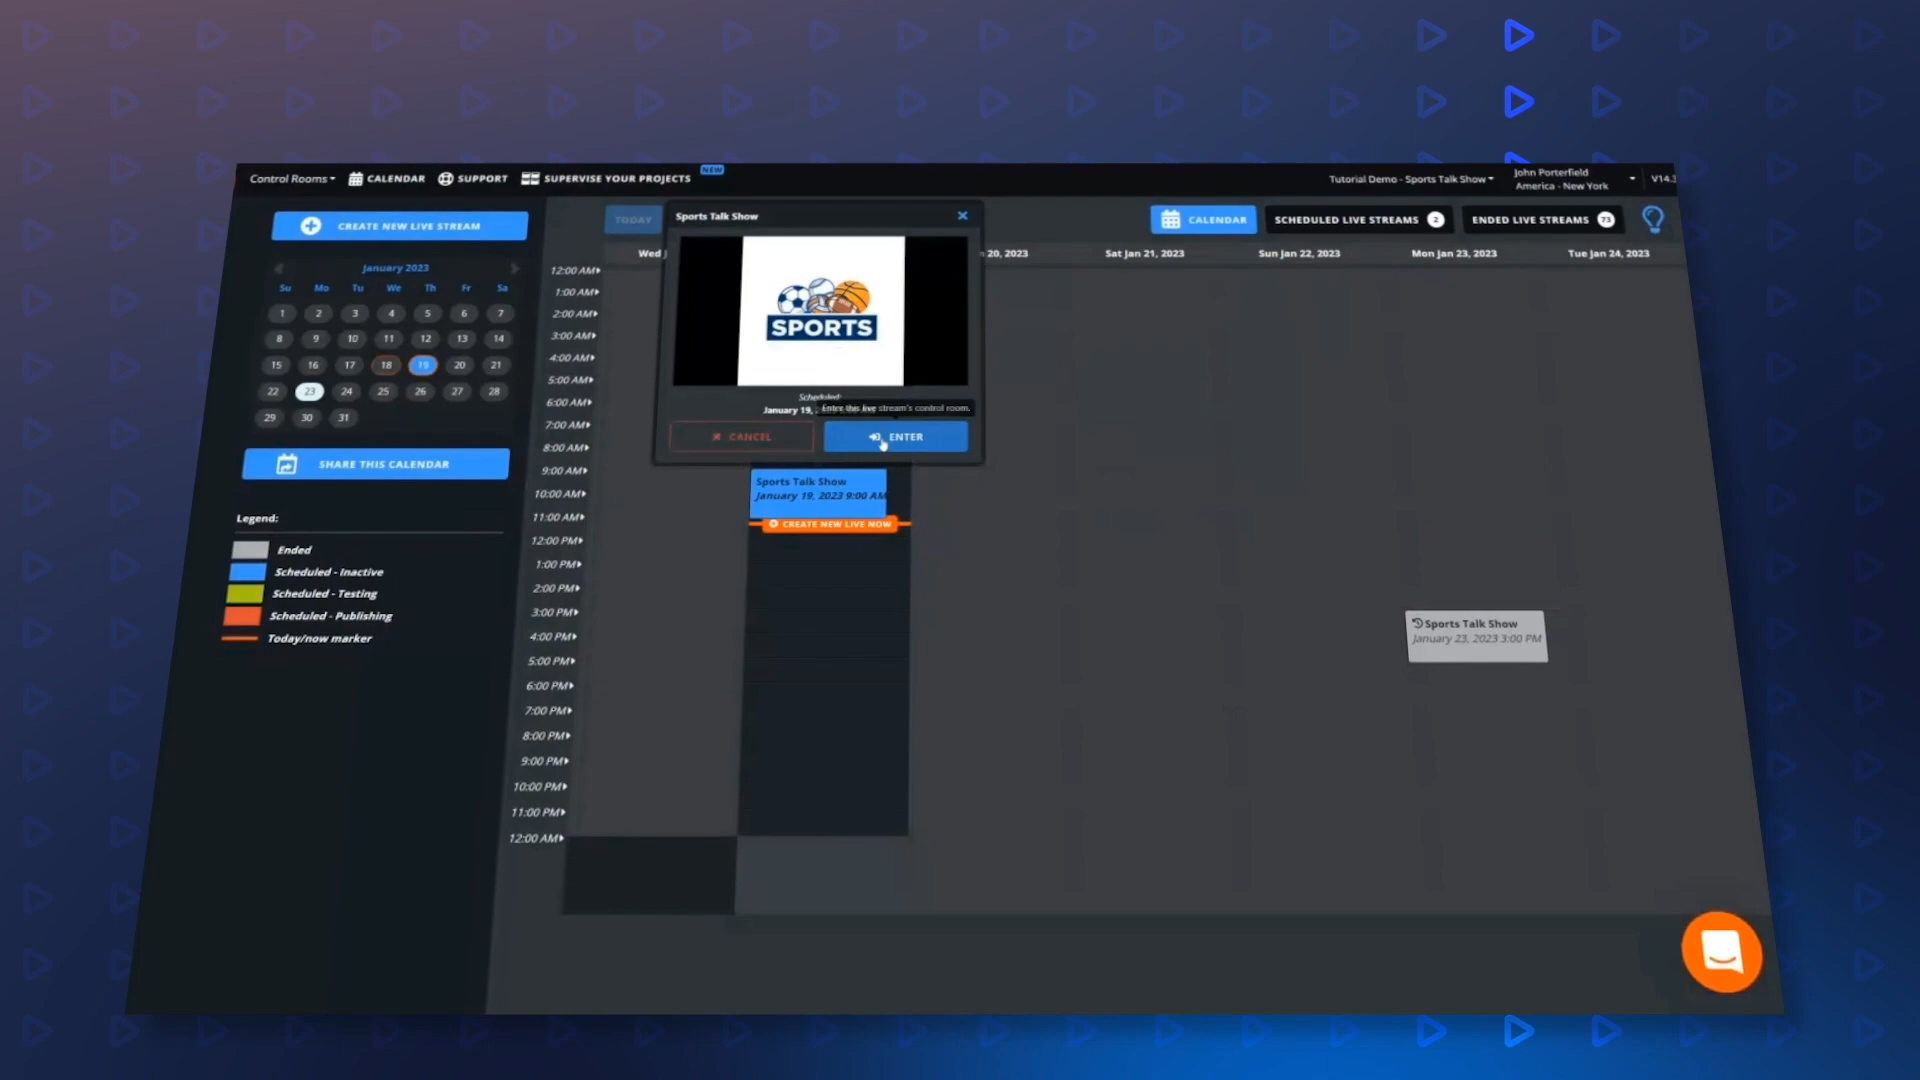 Control Rooms
CALENDAR
SUPPORT
SUPERVISE YOUR PROJECTS
NEW
Tutorial Demo - Sports Talk Show
John Porterfield
America - New York
V14.3
CREATE NEW LIVE STREAM
January 2023
Su Mo Tu We Th Fr Sa
1 2 3 4 5 6 7
8 9 10 11 12 13 14
15 16 17 18 19 20 21
22 23 24 25 26 27 28
29 30 31
SHARE THIS CALENDAR
Legend:
Ended
Scheduled - Inactive
Scheduled - Testing
Scheduled - Publishing
Today/now marker
TODAY
CALENDAR
SCHEDULED LIVE STREAMS 2
ENDED LIVE STREAMS 73
Wed J
n 20, 2023
Sat Jan 21, 2023
Sun Jan 22, 2023
Mon Jan 23, 2023
Tue Jan 24, 2023
12:00 AM
1:00 AM
2:00 AM
3:00 AM
4:00 AM
5:00 AM
6:00 AM
7:00 AM
8:00 AM
9:00 AM
10:00 AM
11:00 AM
12:00 PM
1:00 PM
2:00 PM
3:00 PM
4:00 PM
5:00 PM
6:00 PM
7:00 PM
8:00 PM
9:00 PM
10:00 PM
11:00 PM
12:00 AM
Sports Talk Show
SPORTS
Scheduled:
January 19,
Enter this live stream's control room.
CANCEL
ENTER
Sports Talk Show
January 19, 2023 9:00 AM
CREATE NEW LIVE NOW
Sports Talk Show
January 23, 2023 3:00 PM